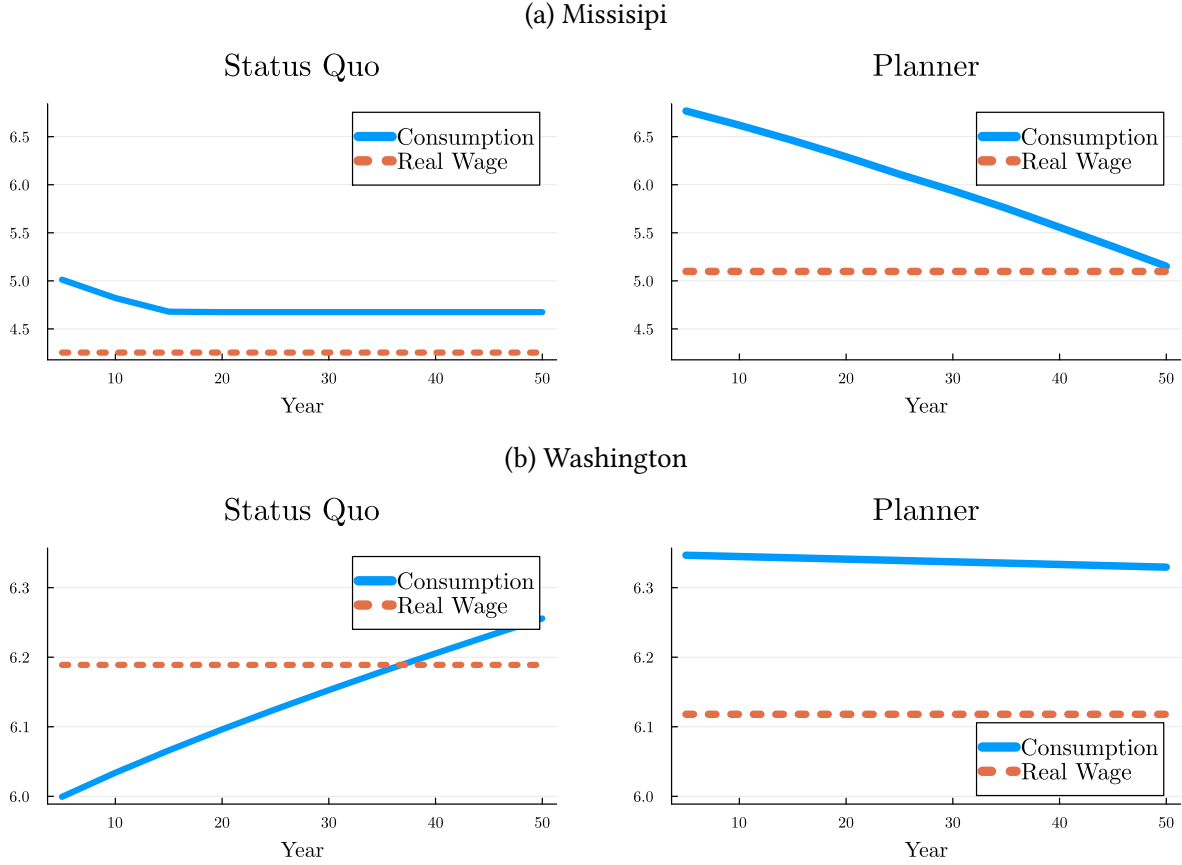 (a) Missisipi
Status Quo
Consumption
Real Wage
6.5
6.0
5.5
5.0
4.5
10 20 30 40 50
Year
Planner
Consumption
Real Wage
6.5
6.0
5.5
5.0
4.5
10 20 30 40 50
Year
(b) Washington
Status Quo
Consumption
Real Wage
6.3
6.2
6.1
6.0
10 20 30 40 50
Year
Planner
6.3
6.2
6.1
6.0
Consumption
Real Wage
10 20 30 40 50
Year